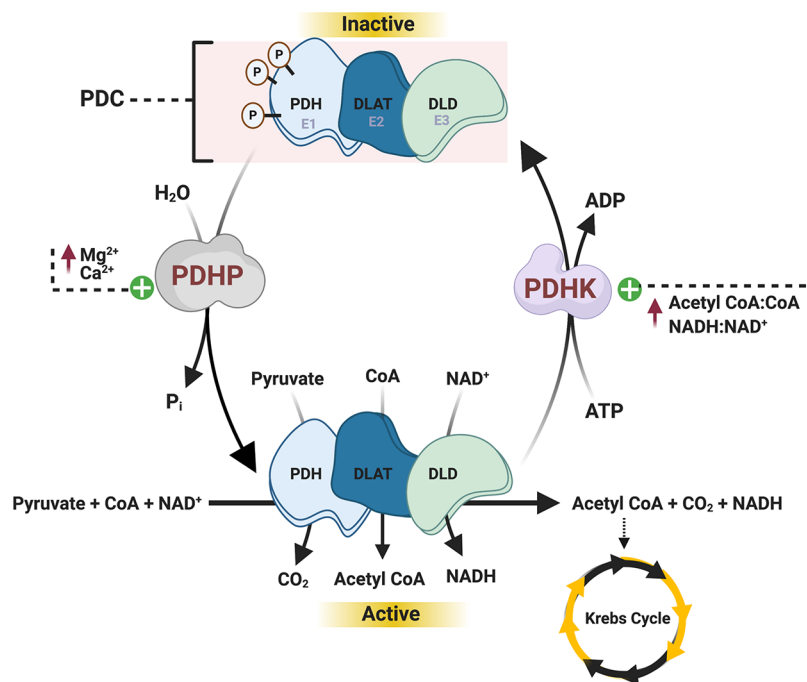 Inactive
PDC
P
P
P
PDH
E1
DLAT
E2
DLD
E3
H₂O
ADP
PDHP
Mg²⁺
Ca²⁺
+
PDHK
+
Acetyl CoA:CoA
NADH:NAD⁺
Pᵢ
ATP
Pyruvate
CoA
NAD⁺
PDH
DLAT
DLD
Pyruvate + CoA + NAD⁺
Acetyl CoA + CO₂ + NADH
CO₂
Acetyl CoA
NADH
Active
Krebs Cycle